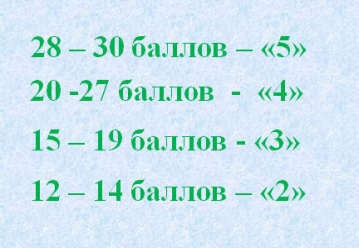 28 – 30 баллов – «5»
20 -27 баллов - «4»
15 – 19 баллов - «3»
12 – 14 баллов – «2»